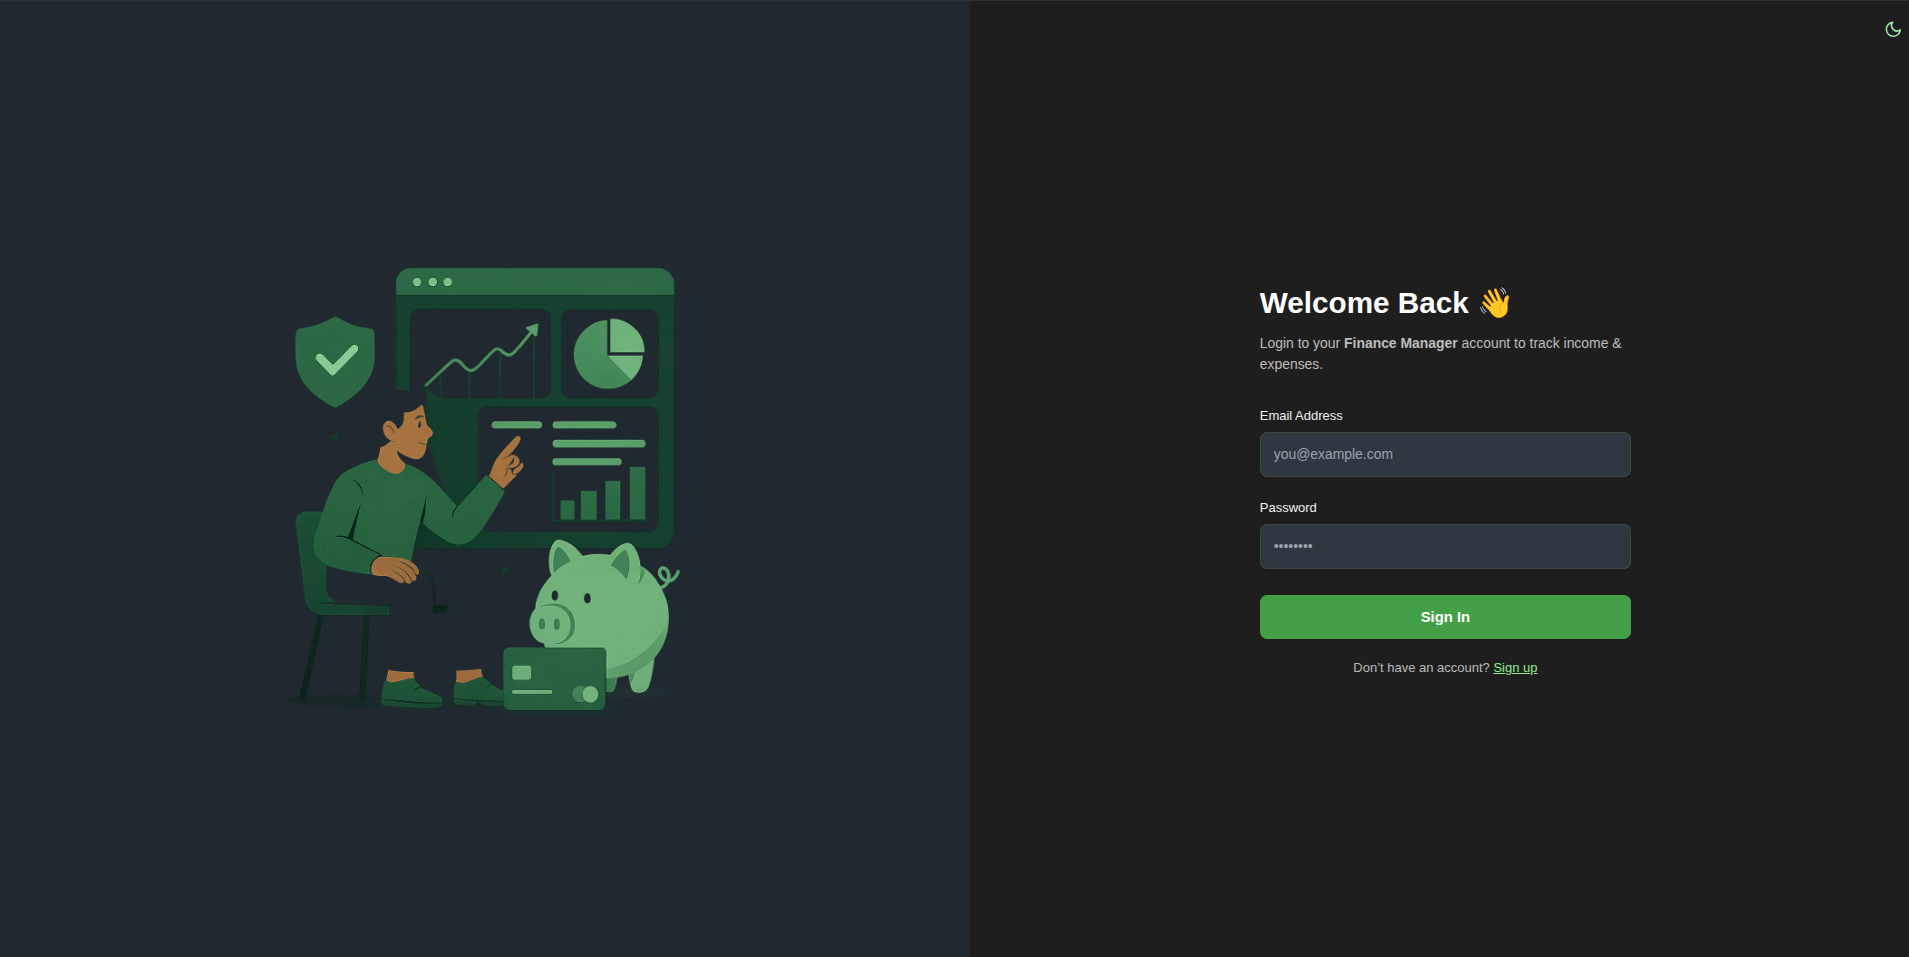 Welcome Back 👋
Login to your Finance Manager account to track income &
expenses.
Email Address
you@example.com
Password
••••••••
Sign In
Don't have an account? Sign up